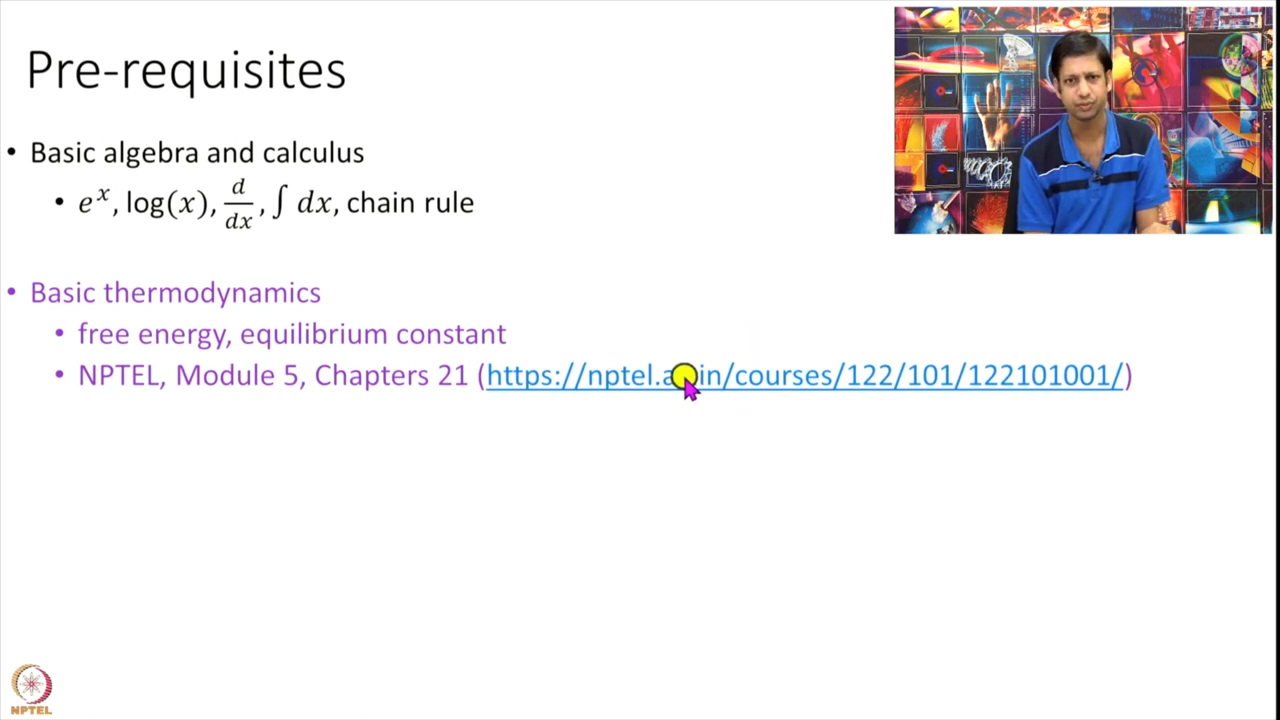 Pre-requisites
• Basic algebra and calculus
• e^x, log(x), d/dx, ∫ dx, chain rule
• Basic thermodynamics
• free energy, equilibrium constant
• NPTEL, Module 5, Chapters 21 (https://nptel.ac.in/courses/122/101/122101001/)
NPTEL